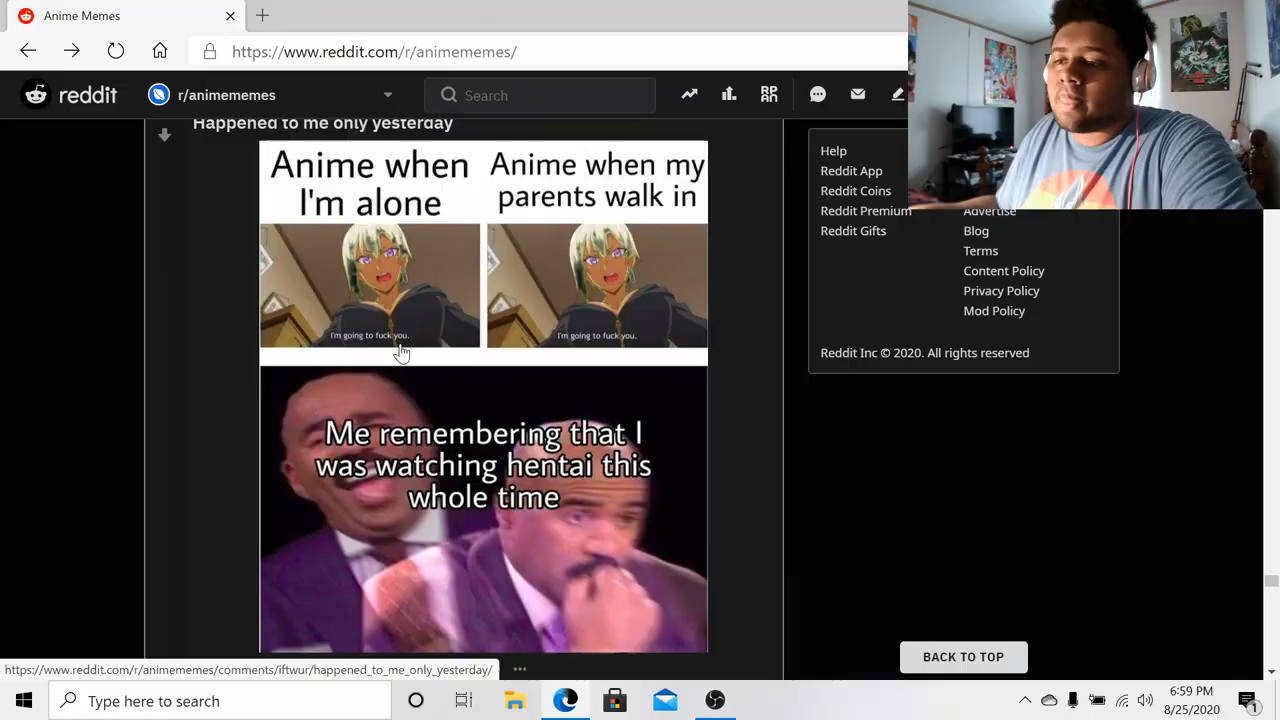 Anime Memes
https://www.reddit.com/r/animememes/
reddit
r/animememes
Search
Happened to me only yesterday
Anime when
I'm alone
Anime when my
parents walk in
I'm going to fuck you.
I'm going to fuck you.
Me remembering that I
was watching hentai this
whole time
Help
Reddit App
Reddit Coins
Reddit Premium
Reddit Gifts
Advertise
Blog
Terms
Content Policy
Privacy Policy
Mod Policy
Reddit Inc © 2020. All rights reserved
BACK TO TOP
https://www.reddit.com/r/animememes/comments/iftwur/happened_to_me_only_yesterday/
Type here to search
6:59 PM
8/25/2020
1